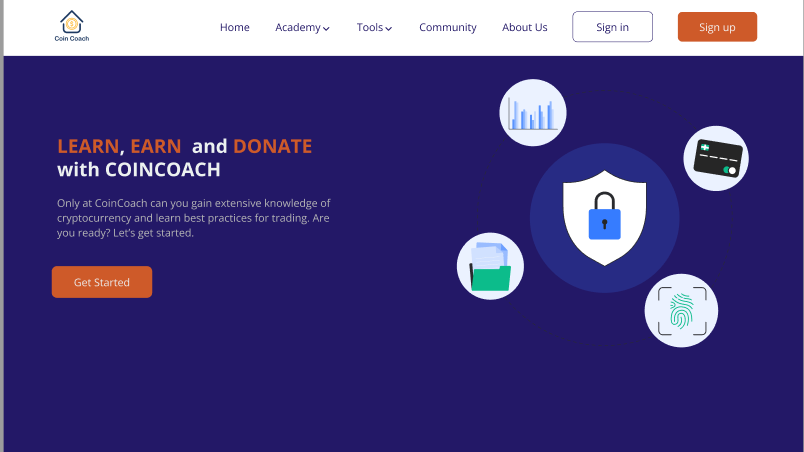 Coin Coach
Home Academy Tools Community About Us Sign in Sign up
LEARN, EARN and DONATE
with COINCOACH
Only at CoinCoach can you gain extensive knowledge of
cryptocurrency and learn best practices for trading. Are
you ready? Let's get started.
Get Started